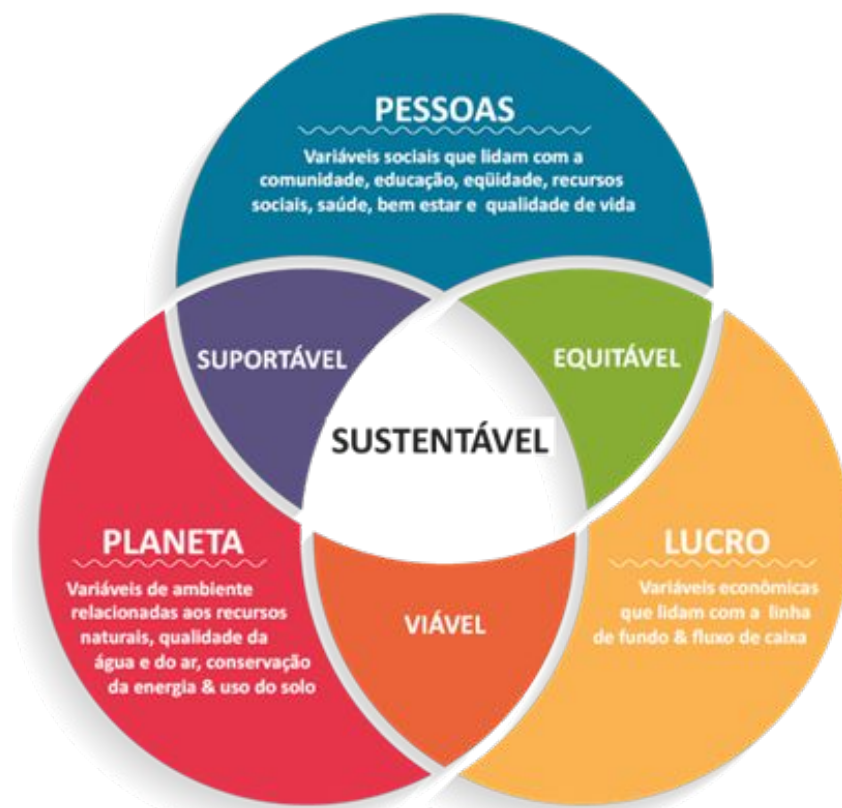 PESSOAS
Variáveis sociais que lidam com a
comunidade, educação, eqüidade, recursos
sociais, saúde, bem estar e qualidade de vida
SUPORTÁVEL
EQUITÁVEL
SUSTENTÁVEL
PLANETA
Variáveis de ambiente
relacionadas aos recursos
naturais, qualidade da
água e do ar, conservação
da energia & uso do solo
LUCRO
Variáveis econômicas
que lidam com a linha
de fundo & fluxo de caixa
VIÁVEL